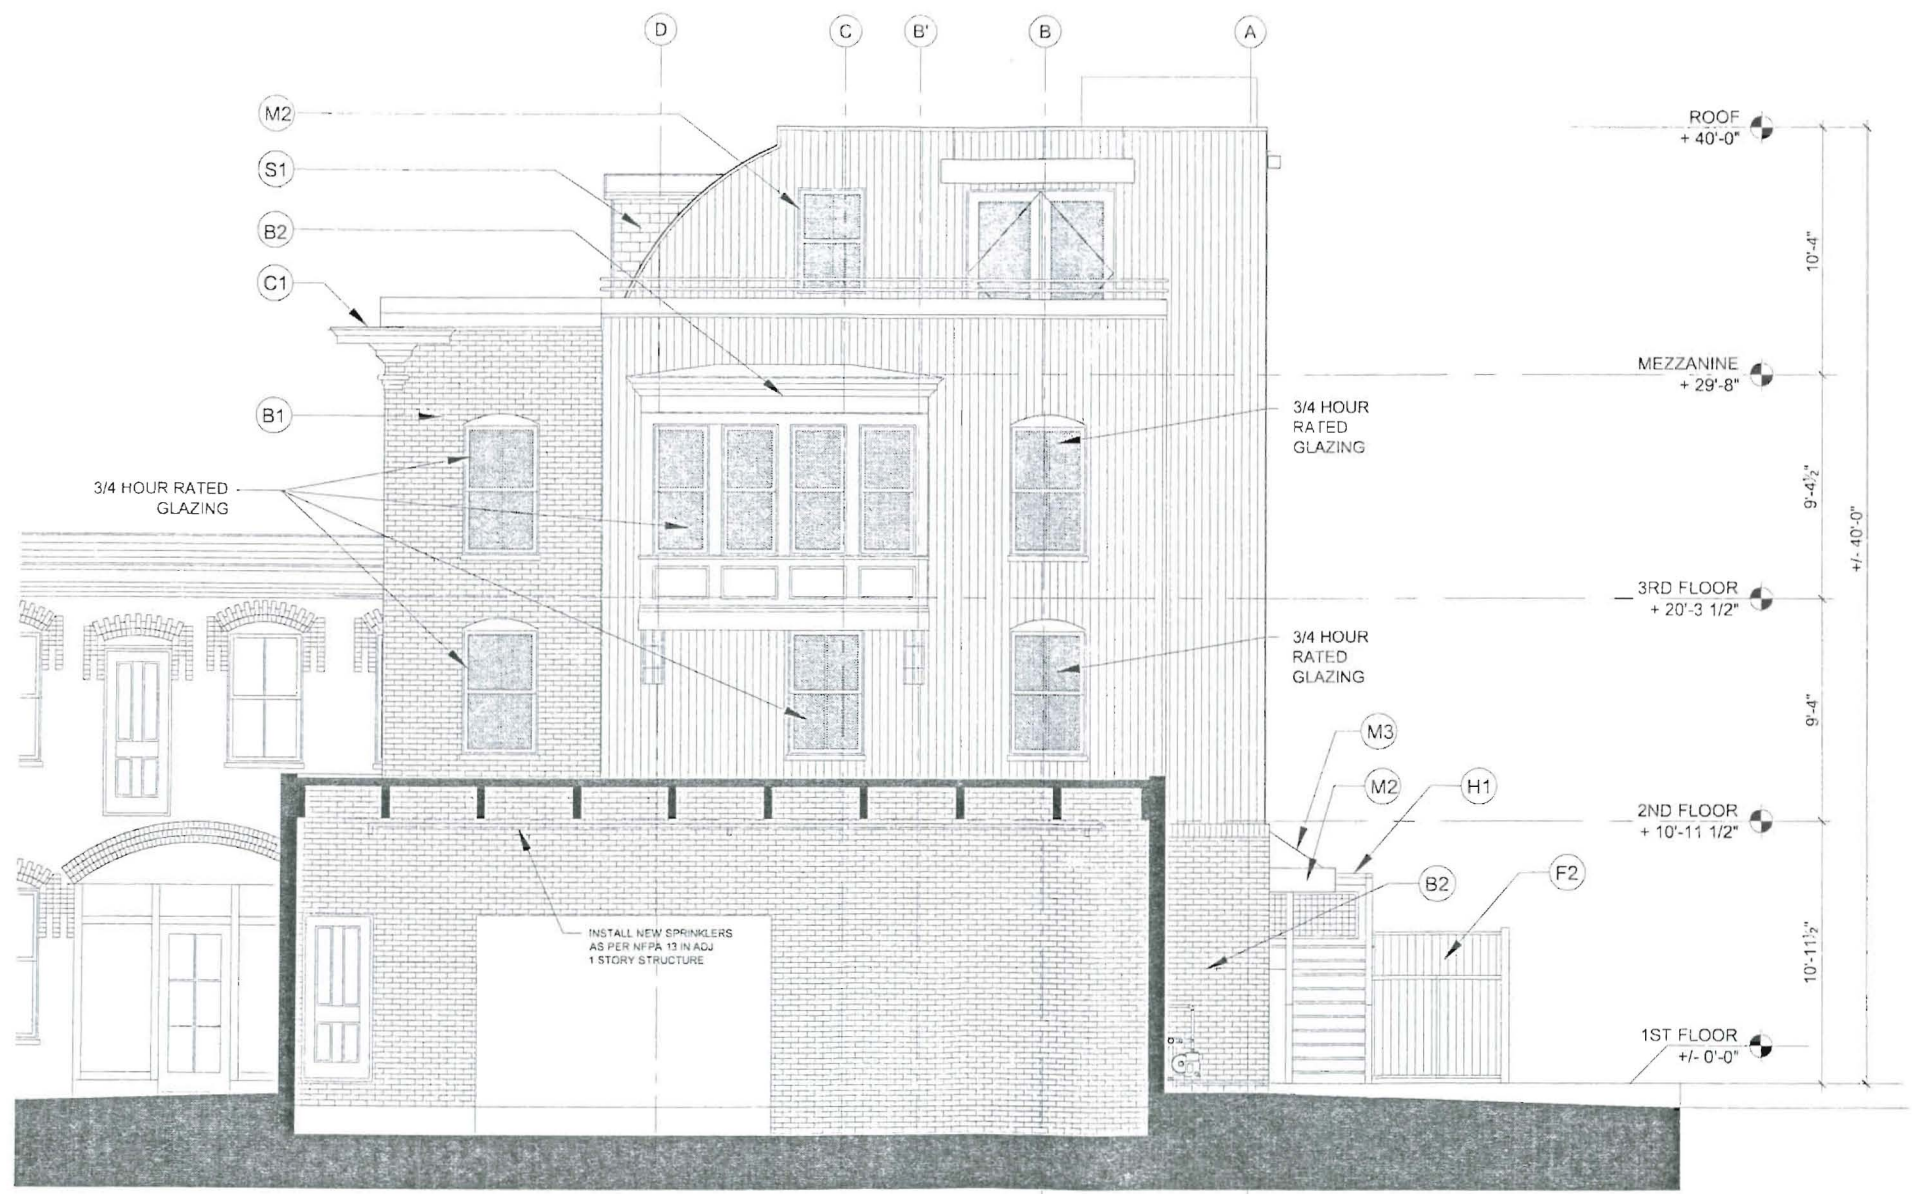 D
C
B'
B
A
M2
S1
B2
C1
B1
3/4 HOUR RATED
GLAZING
3/4 HOUR
RATED
GLAZING
3/4 HOUR
RATED
GLAZING
M3
M2
H1
B2
F2
INSTALL NEW SPRINKLERS
AS PER NFPA 13 IN ADJ
1 STORY STRUCTURE
ROOF
+ 40'-0"
10'-4"
MEZZANINE
+ 29'-8"
9'-4½"
+/- 40'-0"
3RD FLOOR
+ 20'-3 1/2"
9'-4"
2ND FLOOR
+ 10'-11 1/2"
10'-11½"
1ST FLOOR
+/- 0'-0"